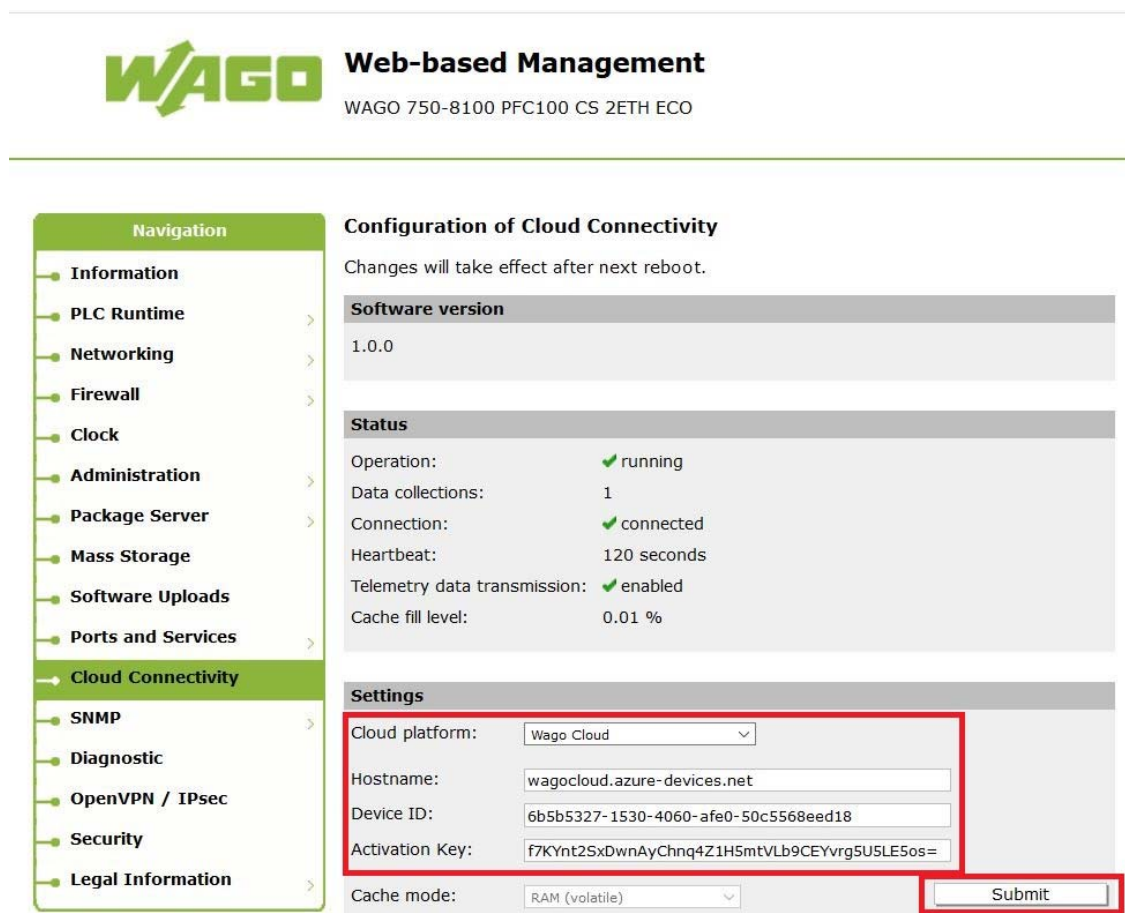 WAGO
Web-based Management
WAGO 750-8100 PFC100 CS 2ETH ECO
Navigation
Information
PLC Runtime
Networking
Firewall
Clock
Administration
Package Server
Mass Storage
Software Uploads
Ports and Services
Cloud Connectivity
SNMP
Diagnostic
OpenVPN / IPsec
Security
Legal Information
Configuration of Cloud Connectivity
Changes will take effect after next reboot.
Software version
1.0.0
Status
Operation: running
Data collections: 1
Connection: connected
Heartbeat: 120 seconds
Telemetry data transmission: enabled
Cache fill level: 0.01 %
Settings
Cloud platform: Wago Cloud
Hostname: wagocloud.azure-devices.net
Device ID: 6b5b5327-1530-4060-afe0-50c5568eed18
Activation Key: f7KYnt2SxDwnAyChnq4Z1H5mtVLb9CEYvrg5U5LE5os=
Cache mode: RAM (volatile) Submit